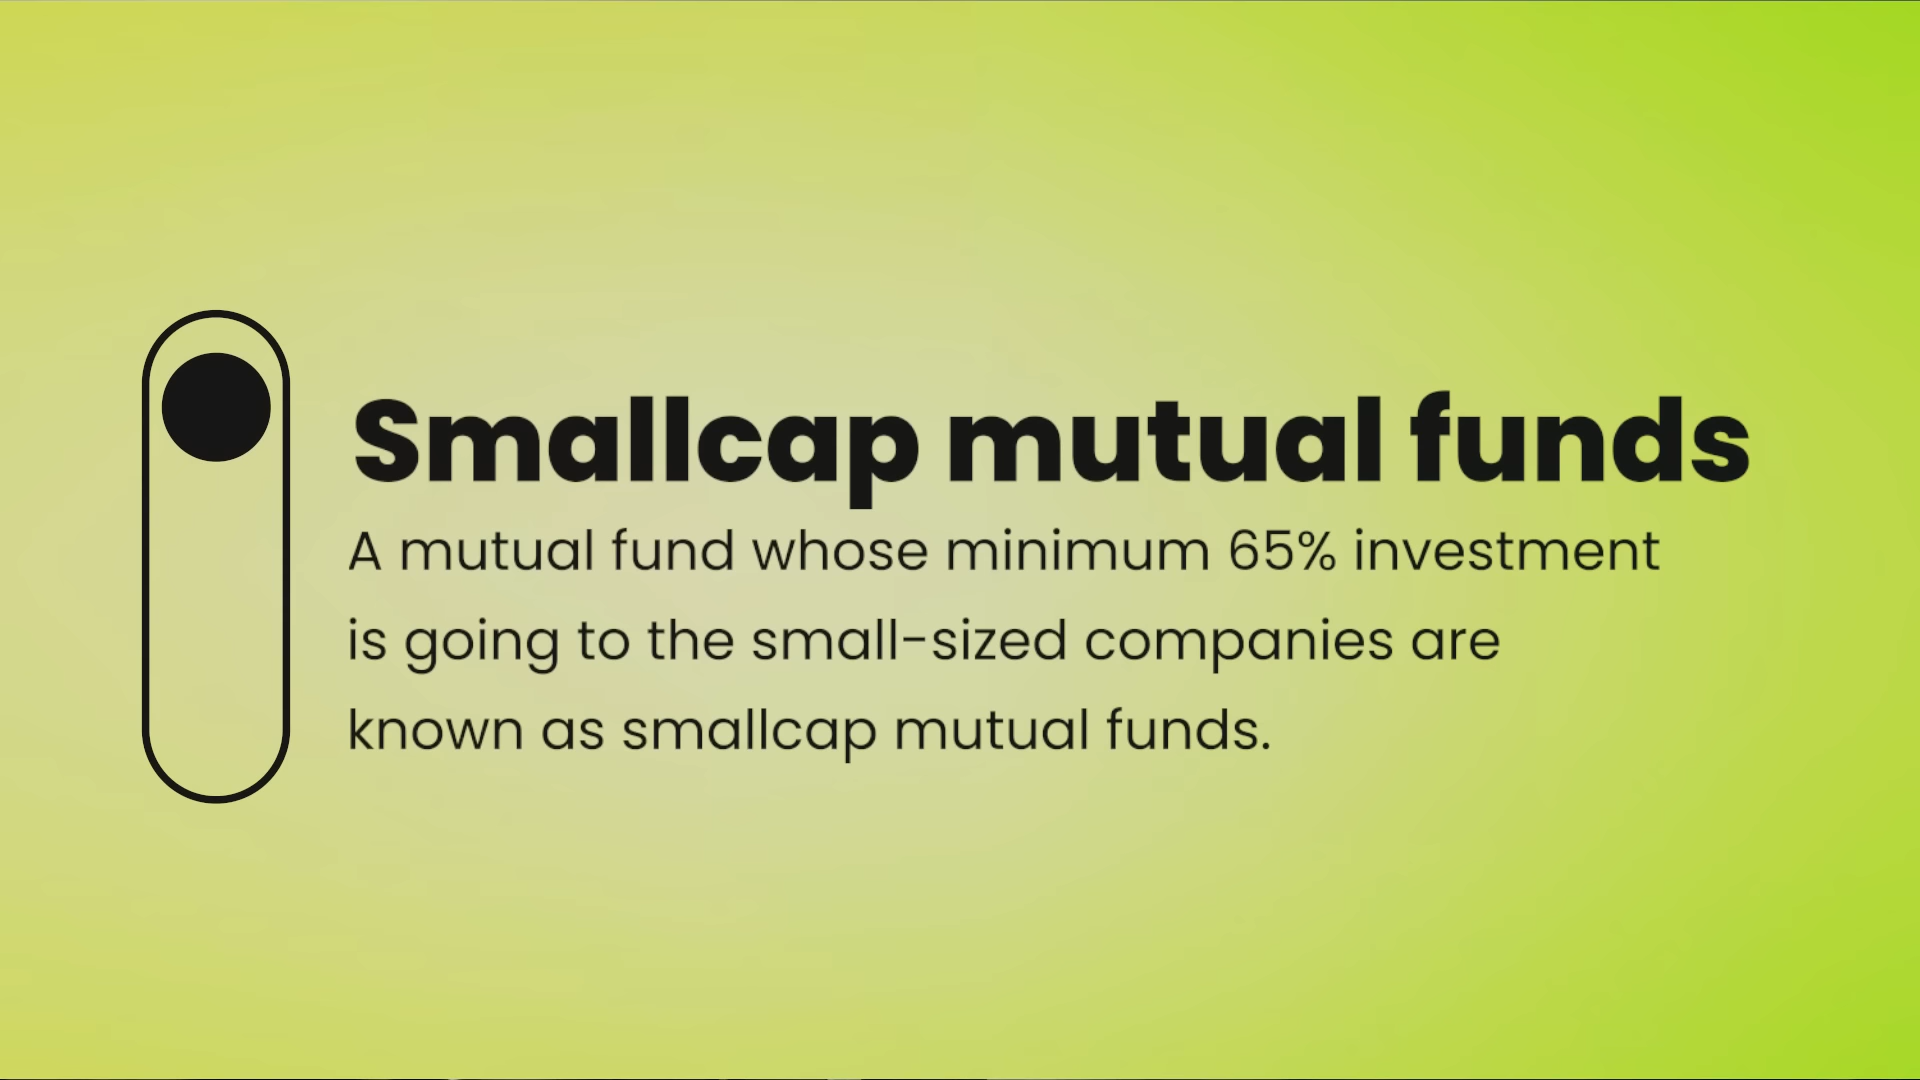 Smallcap mutual funds
A mutual fund whose minimum 65% investment
is going to the small-sized companies are
known as smallcap mutual funds.